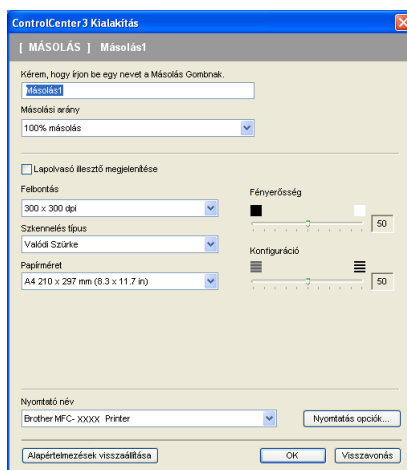 ControlCenter3 Kialakítás
[ MÁSOLÁS ] Másolás1
Kérem, hogy írjon be egy nevet a Másolás Gombnak.
Másolás1
Másolási arány
100% másolás
Lapolvasó illesztő megjelenítése
Felbontás
300 x 300 dpi
Szkennelés típus
Valódi Szürke
Papírméret
A4 210 x 297 mm (8.3 x 11.7 in)
Fényerősség
50
Konfiguráció
50
Nyomtató név
Brother MFC- XXXX Printer
Nyomtatás opciók...
Alapértelmezések visszaállítása
OK
Visszavonás